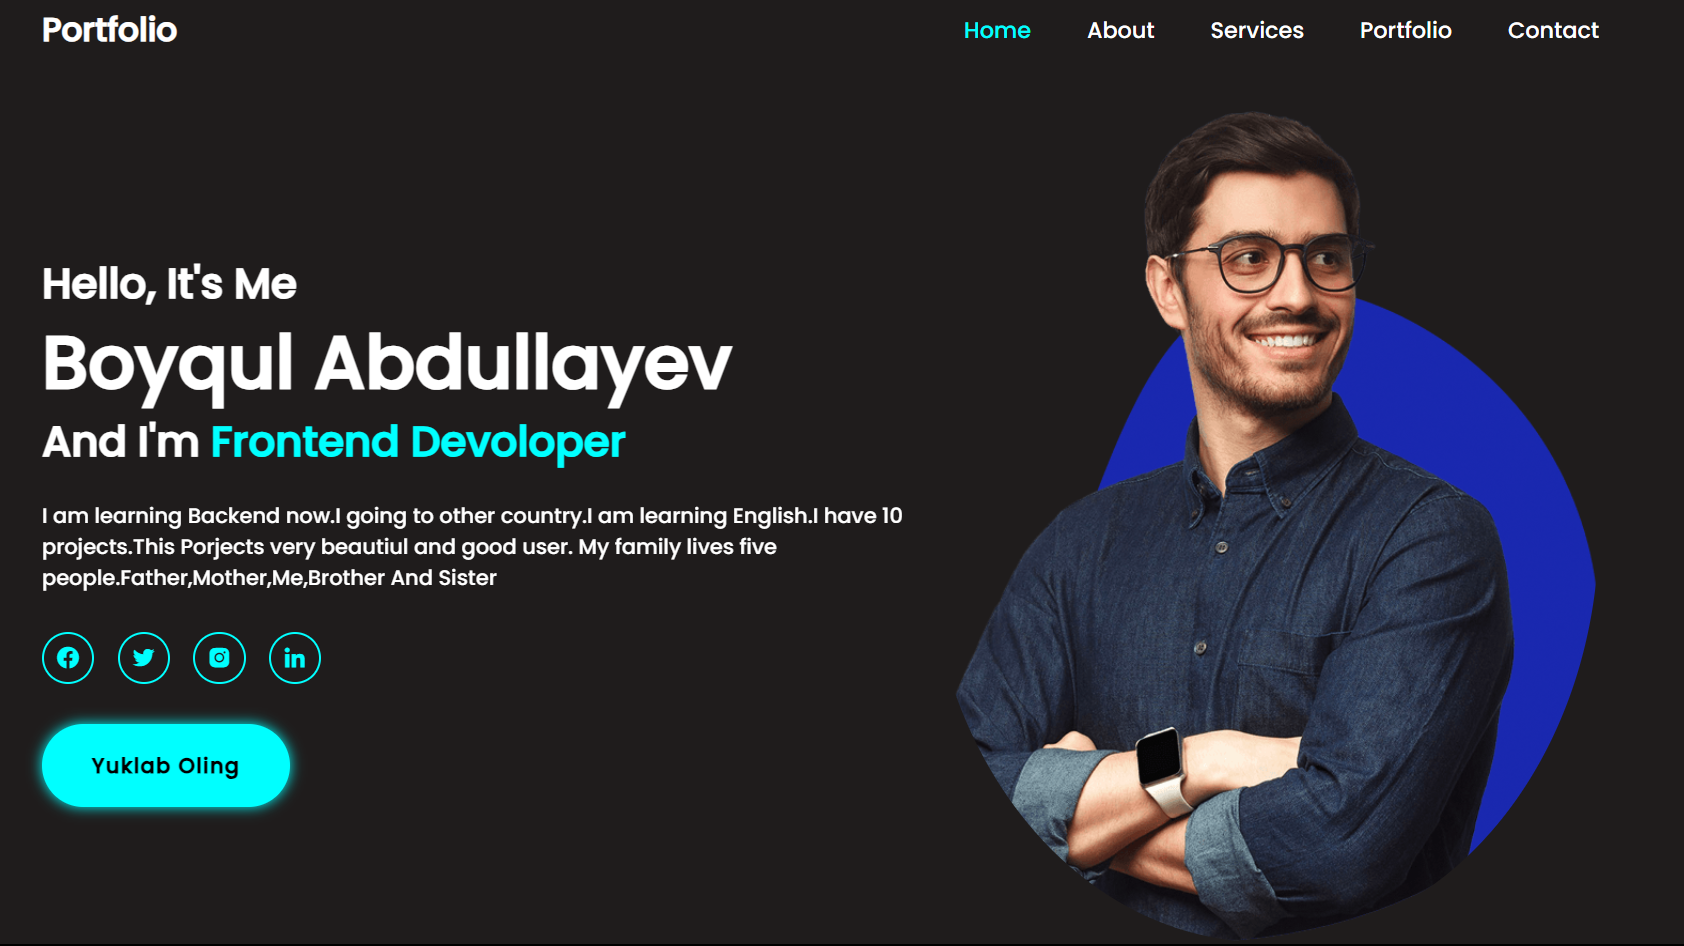 Portfolio
Home About Services Portfolio Contact
Hello, It's Me
Boyqul Abdullayev
And I'm Frontend Devoloper
I am learning Backend now.I going to other country.I am learning English.I have 10
projects.This Porjects very beautiul and good user. My family lives five
people.Father,Mother,Me,Brother And Sister
Yuklab Oling